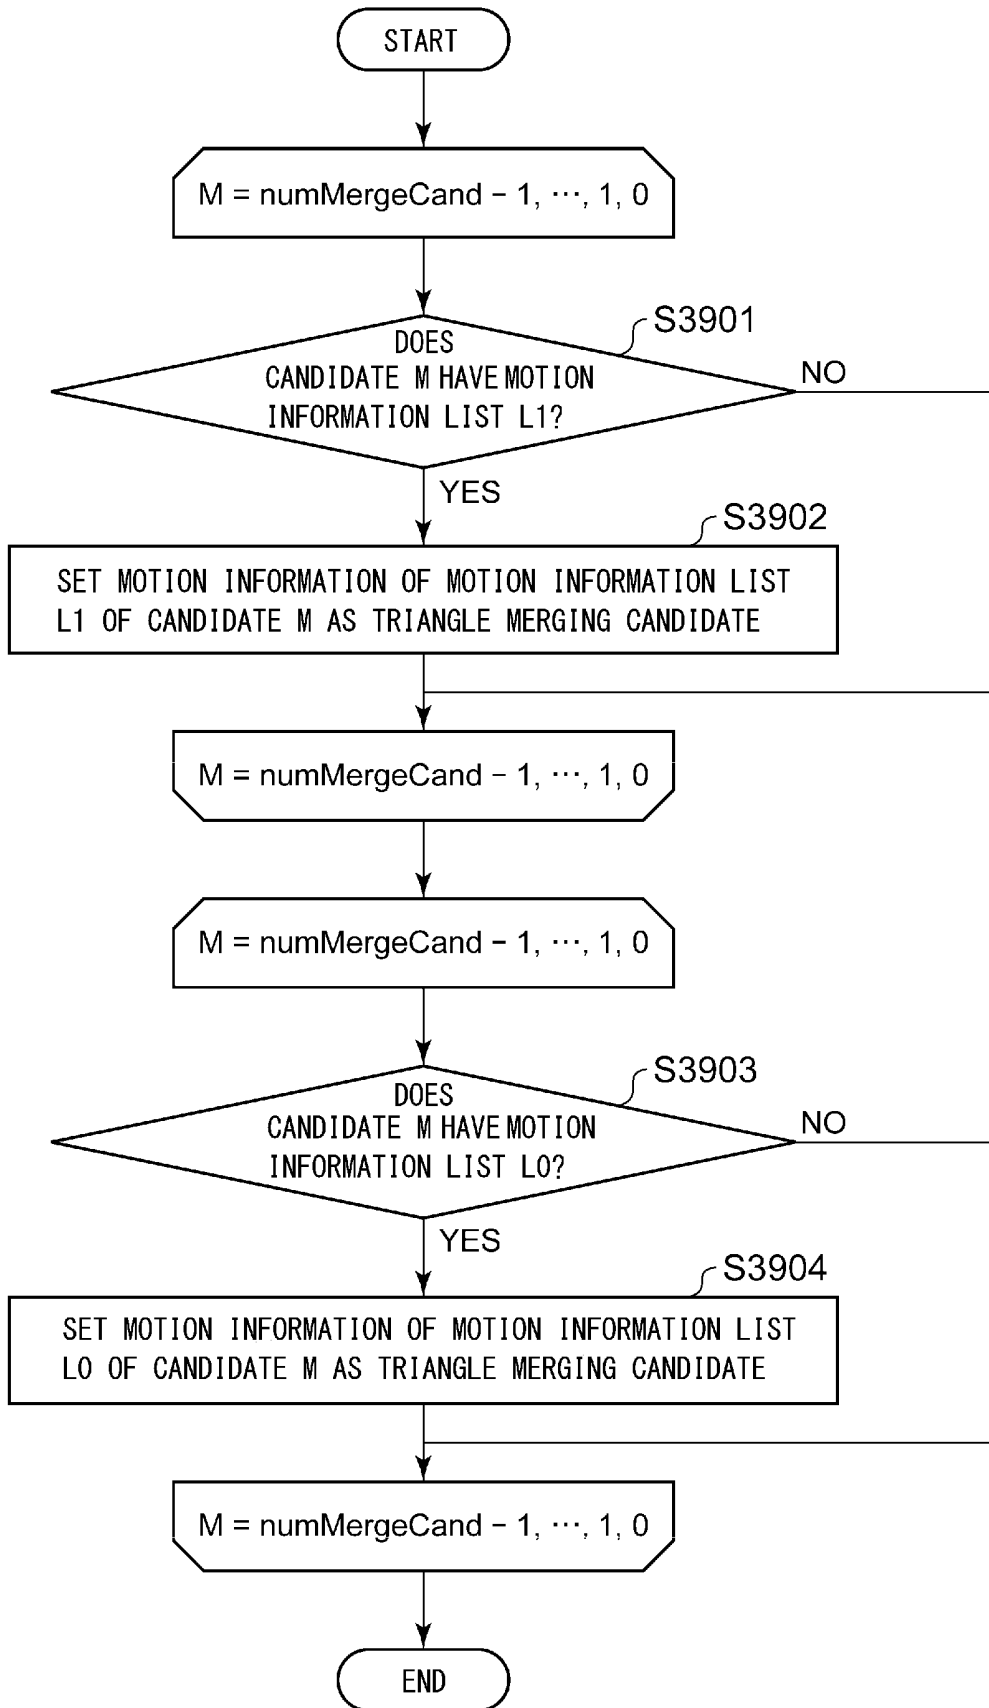 START
M = numMergeCand − 1, ⋯, 1, 0
S3901
DOES
CANDIDATE M HAVE MOTION
INFORMATION LIST L1?
NO
YES
S3902
SET MOTION INFORMATION OF MOTION INFORMATION LIST
L1 OF CANDIDATE M AS TRIANGLE MERGING CANDIDATE
M = numMergeCand − 1, ⋯, 1, 0
M = numMergeCand − 1, ⋯, 1, 0
S3903
DOES
CANDIDATE M HAVE MOTION
INFORMATION LIST L0?
NO
YES
S3904
SET MOTION INFORMATION OF MOTION INFORMATION LIST
L0 OF CANDIDATE M AS TRIANGLE MERGING CANDIDATE
M = numMergeCand − 1, ⋯, 1, 0
END